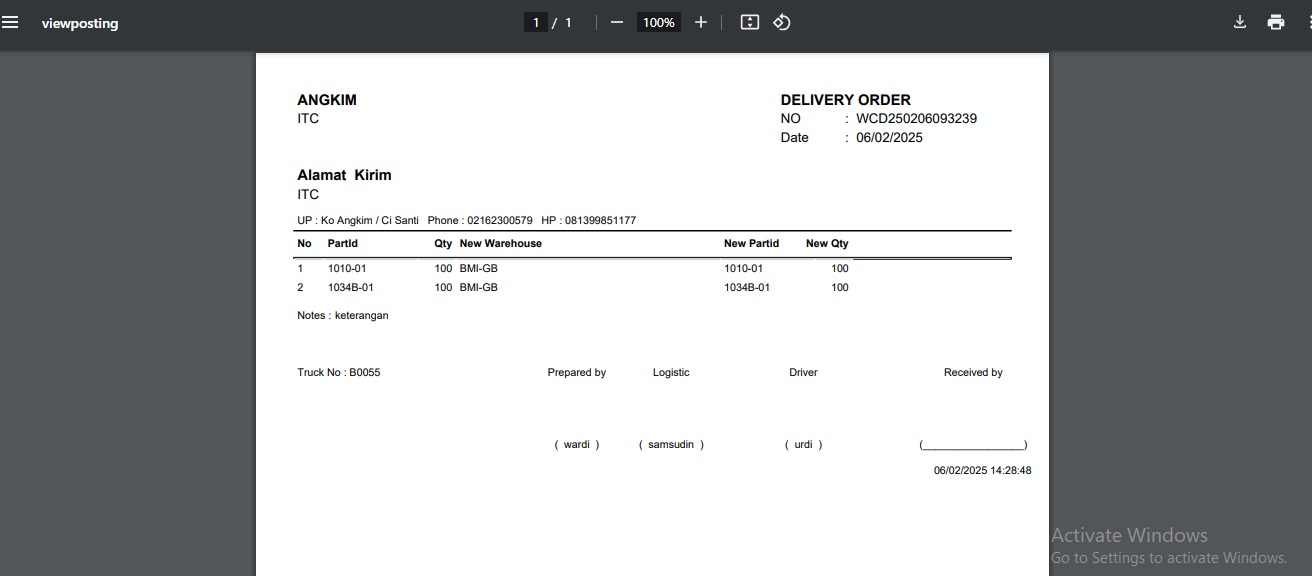 viewposting
1 / 1
100%
ANGKIM
ITC
DELIVERY ORDER
NO : WCD250206093239
Date : 06/02/2025
Alamat Kirim
ITC
UP : Ko Angkim / Ci Santi Phone : 02162300579 HP : 081399851177
No PartId Qty New Warehouse New Partid New Qty
1 1010-01 100 BMI-GB 1010-01 100
2 1034B-01 100 BMI-GB 1034B-01 100
Notes : keterangan
Truck No : B0055 Prepared by Logistic Driver Received by
( wardi ) ( samsudin ) ( urdi ) (__________________)
06/02/2025 14:28:48
Activate Windows
Go to Settings to activate Windows.